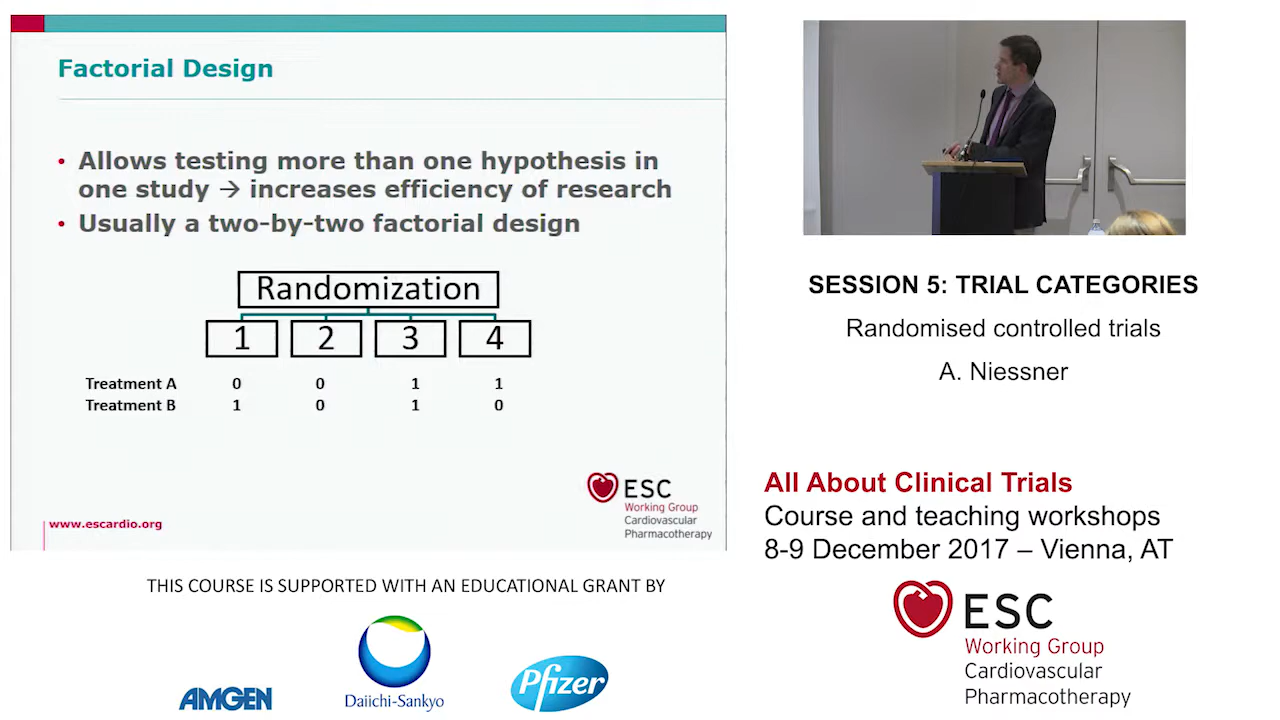 Factorial Design
• Allows testing more than one hypothesis in
one study → increases efficiency of research
• Usually a two-by-two factorial design
Randomization
1 2 3 4
Treatment A 0 0 1 1
Treatment B 1 0 1 0
ESC
Working Group
Cardiovascular
Pharmacotherapy
www.escardio.org
SESSION 5: TRIAL CATEGORIES
Randomised controlled trials
A. Niessner
All About Clinical Trials
Course and teaching workshops
8-9 December 2017 – Vienna, AT
ESC
Working Group
Cardiovascular
Pharmacotherapy
THIS COURSE IS SUPPORTED WITH AN EDUCATIONAL GRANT BY
AMGEN
Daiichi-Sankyo
Pfizer